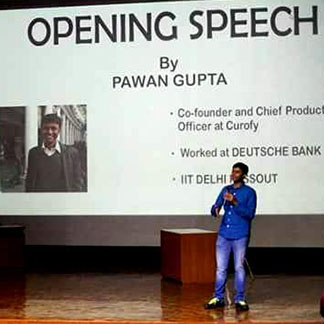 OPENING SPEECH
By
PAWAN GUPTA
· Co-founder and Chief Product
Officer at Curofy
· Worked at DEUTSCHE BANK
· IIT DELHI